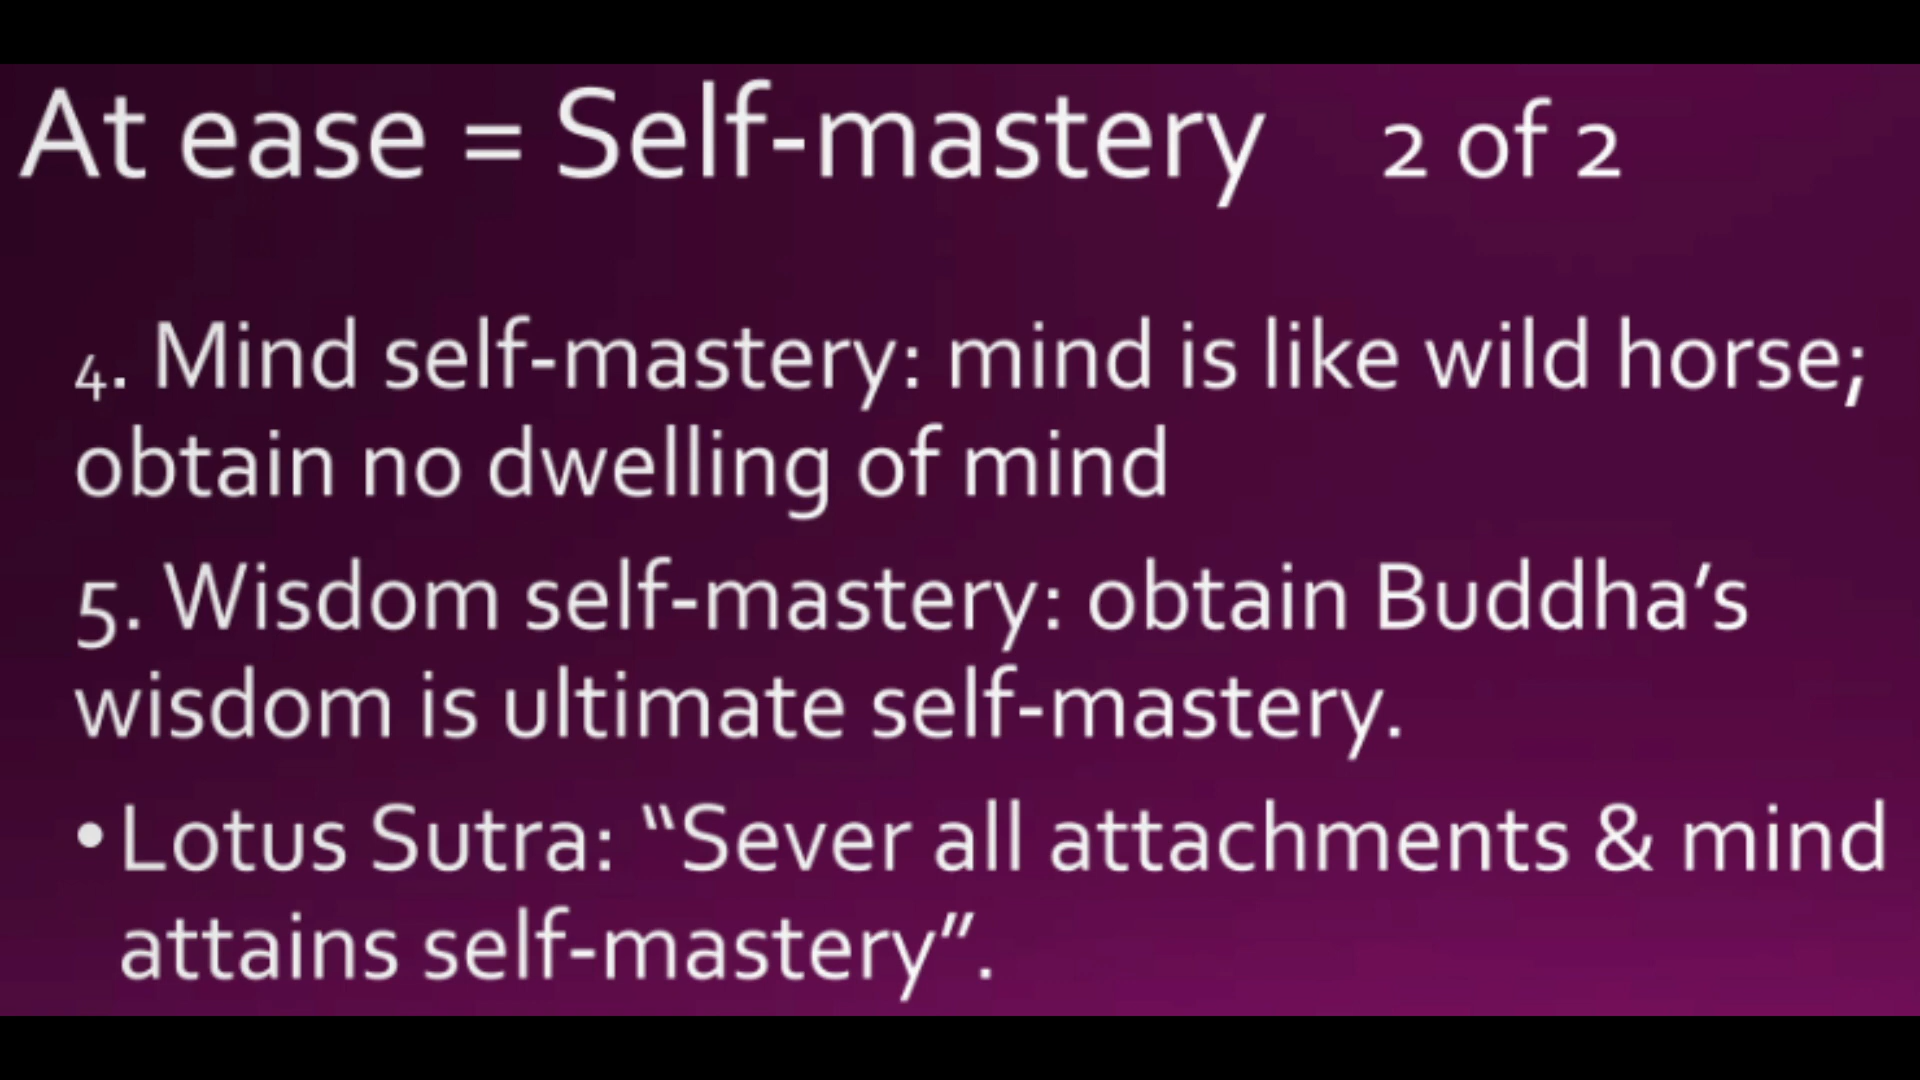 At ease = Self-mastery 2 of 2
4. Mind self-mastery: mind is like wild horse;
obtain no dwelling of mind
5. Wisdom self-mastery: obtain Buddha’s
wisdom is ultimate self-mastery.
•Lotus Sutra: “Sever all attachments & mind
attains self-mastery”.